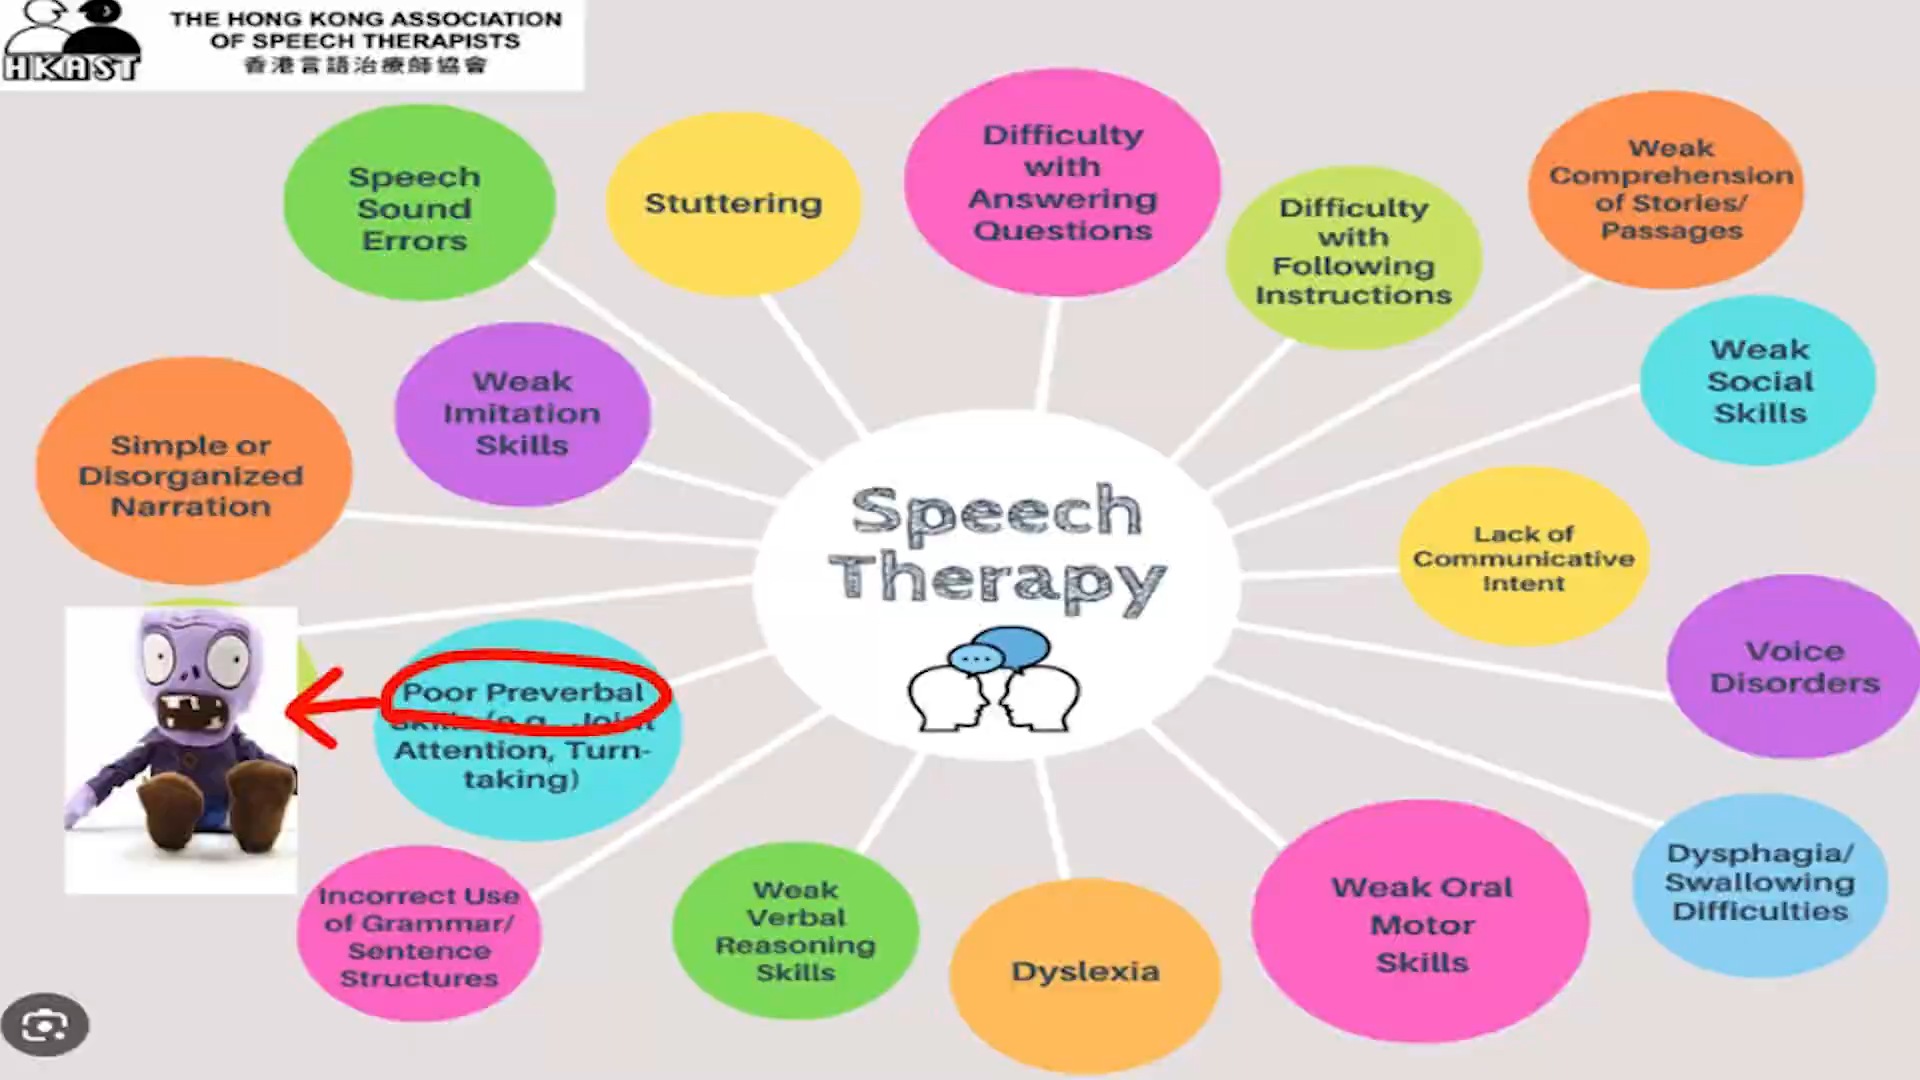 THE HONG KONG ASSOCIATION
OF SPEECH THERAPISTS
香港言語治療師協會
HKAST
Speech
Sound
Errors
Stuttering
Difficulty
with
Answering
Questions
Difficulty
with
Following
Instructions
Weak
Comprehension
of Stories/
Passages
Weak
Social
Skills
Weak
Imitation
Skills
Simple or
Disorganized
Narration
Speech
Therapy
Lack of
Communicative
Intent
Voice
Disorders
Poor Preverbal
Skills (e.g., Joint
Attention, Turn-
taking)
Incorrect Use
of Grammar/
Sentence
Structures
Weak
Verbal
Reasoning
Skills
Dyslexia
Weak Oral
Motor
Skills
Dysphagia/
Swallowing
Difficulties